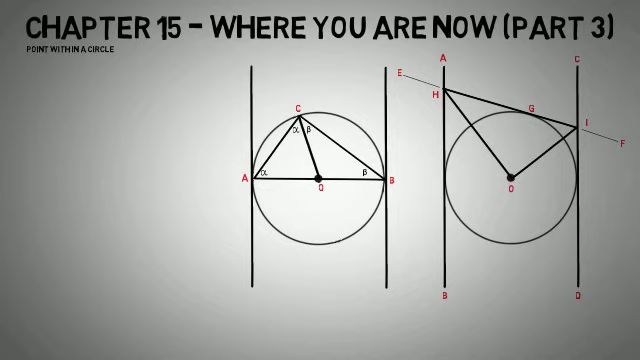 CHAPTER 15 - WHERE YOU ARE NOW (PART 3)
POINT WITHIN A CIRCLE
A C
E
H G I
F
C
α β
A α β B
O O
B D